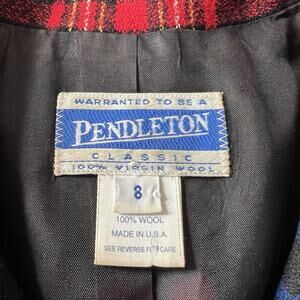 WARRANTED TO BE A
PENDLETON
CLASSIC
100% VIRGIN WOOL
8
100% WOOL
MADE IN U.S.A.
SEE REVERSE FOR CARE